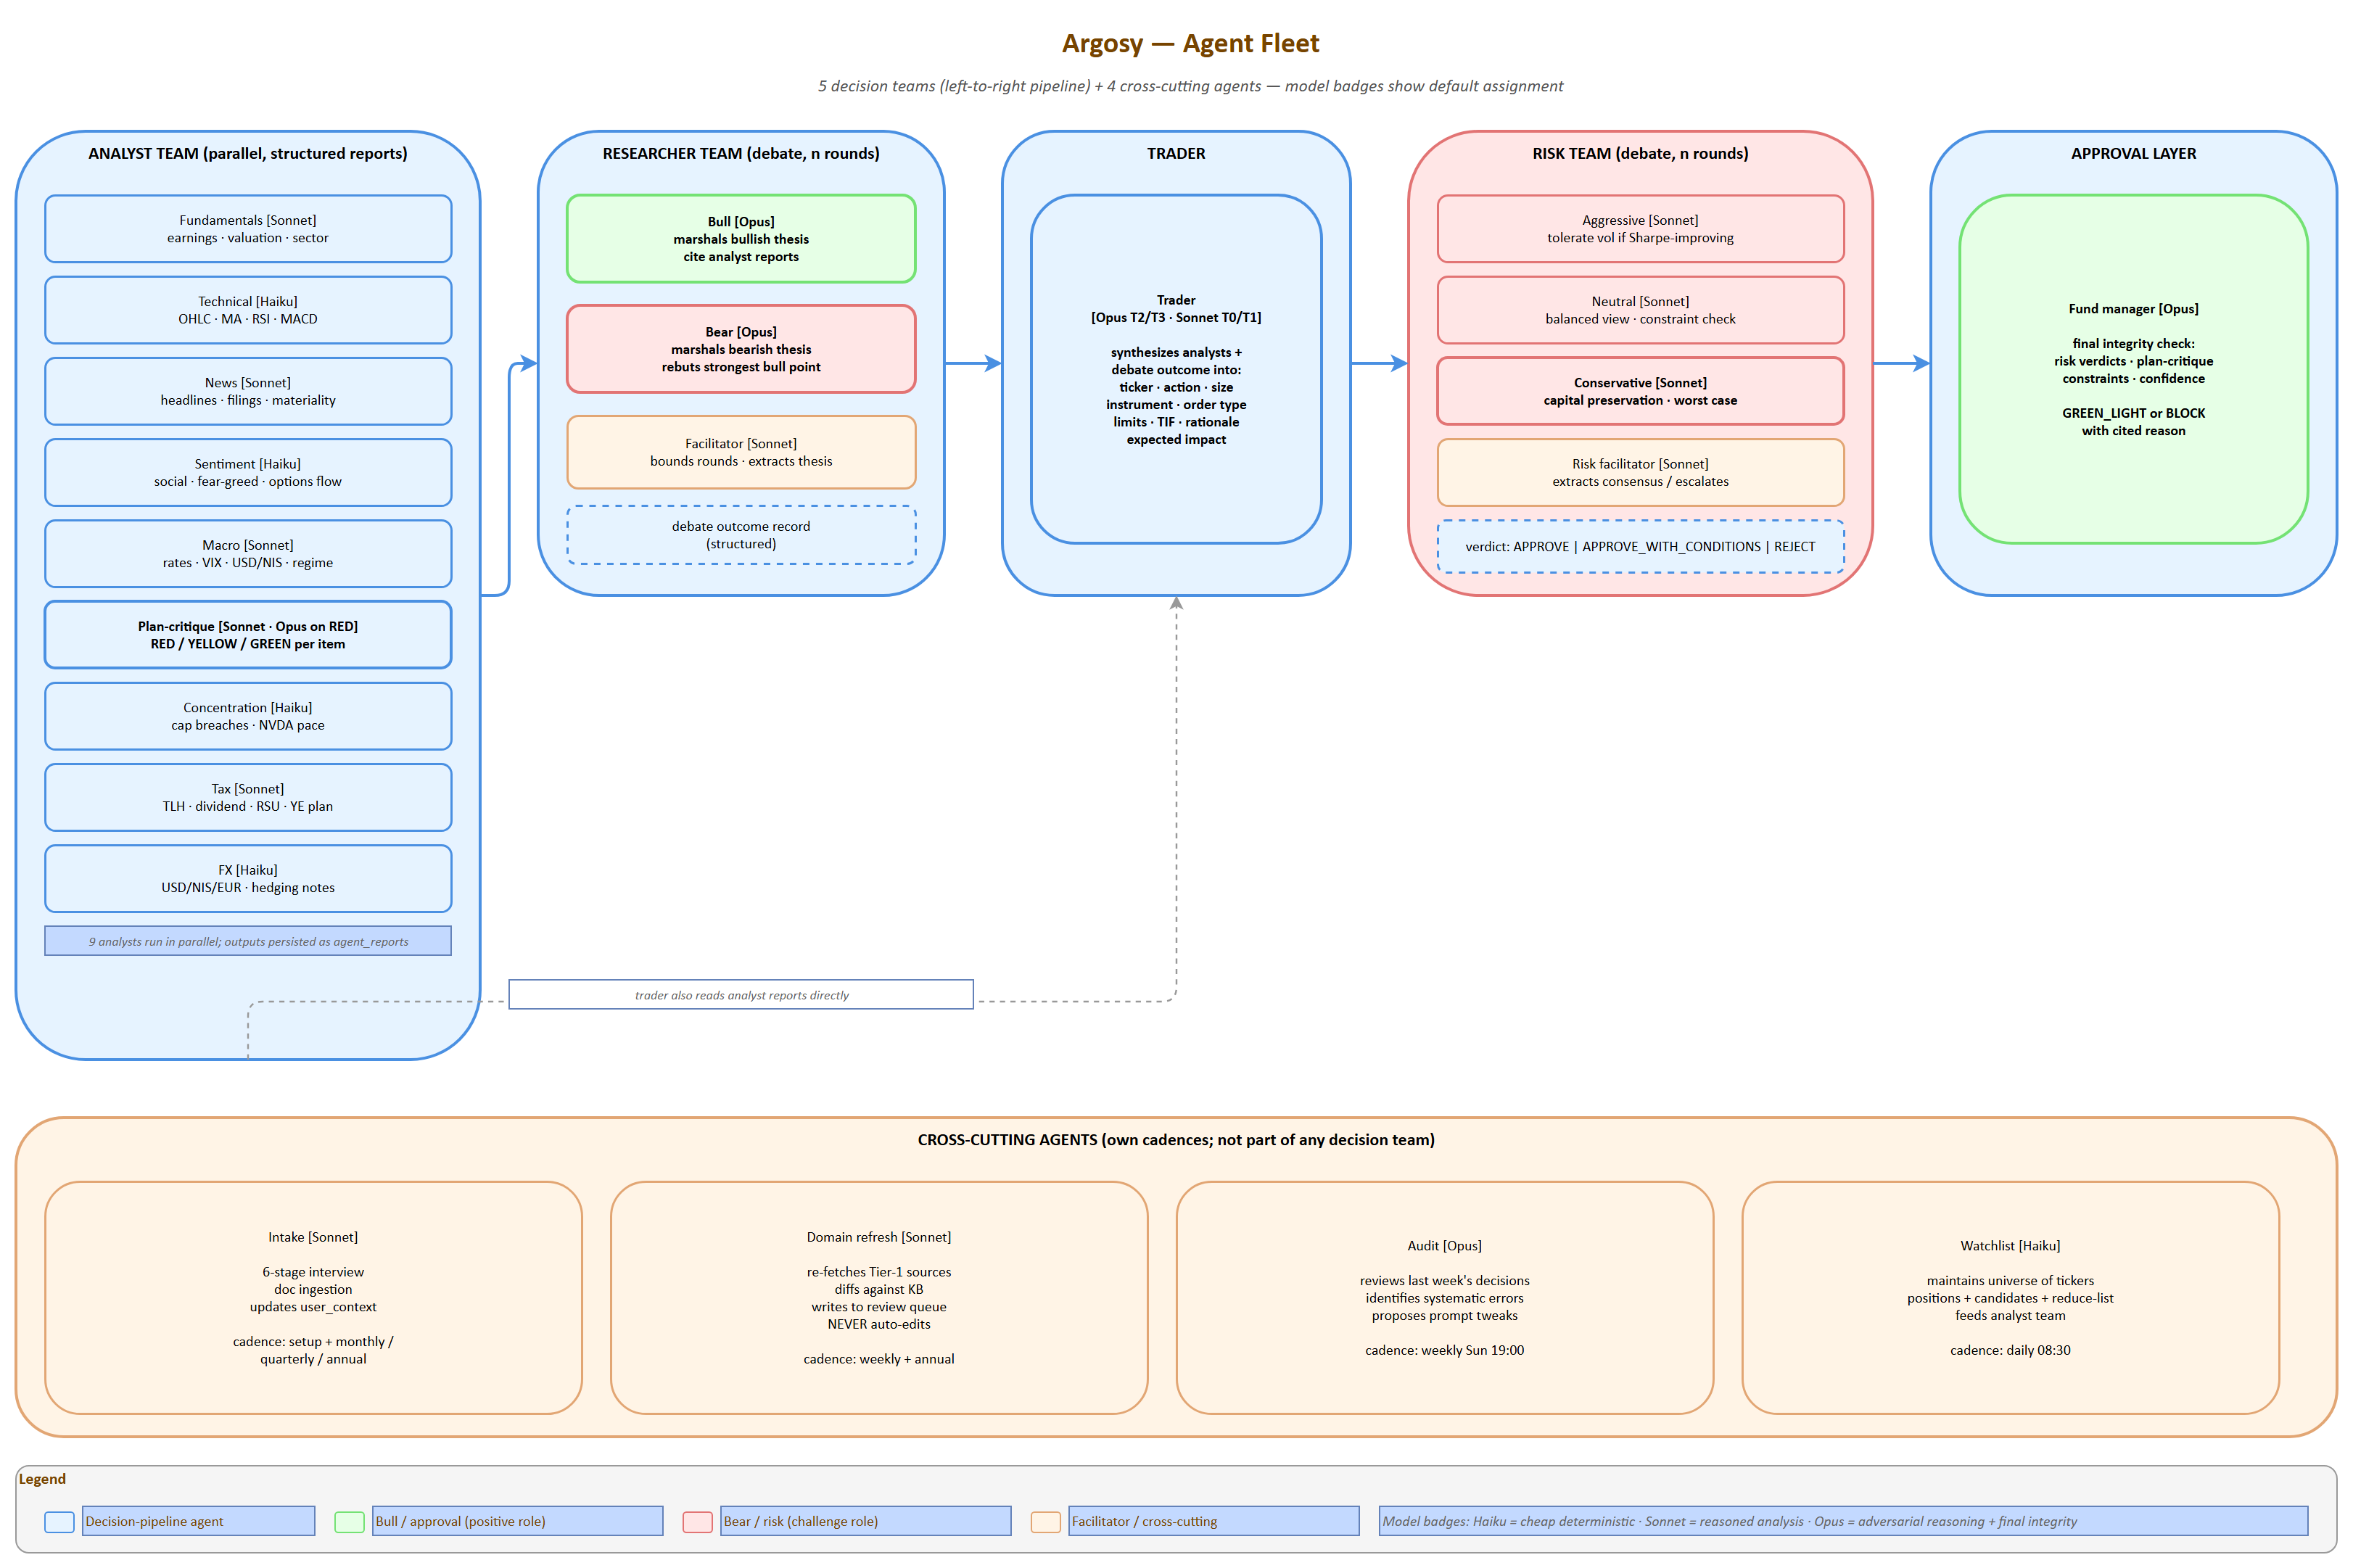 Argosy — Agent Fleet
5 decision teams (left-to-right pipeline) + 4 cross-cutting agents — model badges show default assignment
ANALYST TEAM (parallel, structured reports)
Fundamentals [Sonnet]
earnings · valuation · sector
Technical [Haiku]
OHLC · MA · RSI · MACD
News [Sonnet]
headlines · filings · materiality
Sentiment [Haiku]
social · fear-greed · options flow
Macro [Sonnet]
rates · VIX · USD/NIS · regime
Plan-critique [Sonnet · Opus on RED]
RED / YELLOW / GREEN per item
Concentration [Haiku]
cap breaches · NVDA pace
Tax [Sonnet]
TLH · dividend · RSU · YE plan
FX [Haiku]
USD/NIS/EUR · hedging notes
9 analysts run in parallel; outputs persisted as agent_reports
RESEARCHER TEAM (debate, n rounds)
Bull [Opus]
marshals bullish thesis
cite analyst reports
Bear [Opus]
marshals bearish thesis
rebuts strongest bull point
Facilitator [Sonnet]
bounds rounds · extracts thesis
debate outcome record
(structured)
TRADER
Trader
[Opus T2/T3 · Sonnet T0/T1]
synthesizes analysts +
debate outcome into:
ticker · action · size
instrument · order type
limits · TIF · rationale
expected impact
RISK TEAM (debate, n rounds)
Aggressive [Sonnet]
tolerate vol if Sharpe-improving
Neutral [Sonnet]
balanced view · constraint check
Conservative [Sonnet]
capital preservation · worst case
Risk facilitator [Sonnet]
extracts consensus / escalates
verdict: APPROVE | APPROVE_WITH_CONDITIONS | REJECT
APPROVAL LAYER
Fund manager [Opus]
final integrity check:
risk verdicts · plan-critique
constraints · confidence
GREEN_LIGHT or BLOCK
with cited reason
trader also reads analyst reports directly
CROSS-CUTTING AGENTS (own cadences; not part of any decision team)
Intake [Sonnet]
6-stage interview
doc ingestion
updates user_context
cadence: setup + monthly /
quarterly / annual
Domain refresh [Sonnet]
re-fetches Tier-1 sources
diffs against KB
writes to review queue
NEVER auto-edits
cadence: weekly + annual
Audit [Opus]
reviews last week's decisions
identifies systematic errors
proposes prompt tweaks
cadence: weekly Sun 19:00
Watchlist [Haiku]
maintains universe of tickers
positions + candidates + reduce-list
feeds analyst team
cadence: daily 08:30
Legend
Decision-pipeline agent
Bull / approval (positive role)
Bear / risk (challenge role)
Facilitator / cross-cutting
Model badges: Haiku = cheap deterministic · Sonnet = reasoned analysis · Opus = adversarial reasoning + final integrity